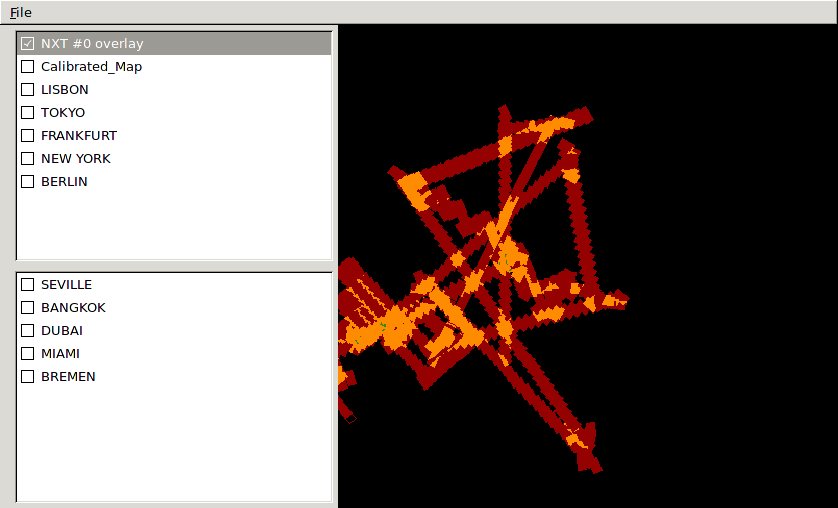 File
NXT #0 overlay
Calibrated_Map
LISBON
TOKYO
FRANKFURT
NEW YORK
BERLIN
SEVILLE
BANGKOK
DUBAI
MIAMI
BREMEN